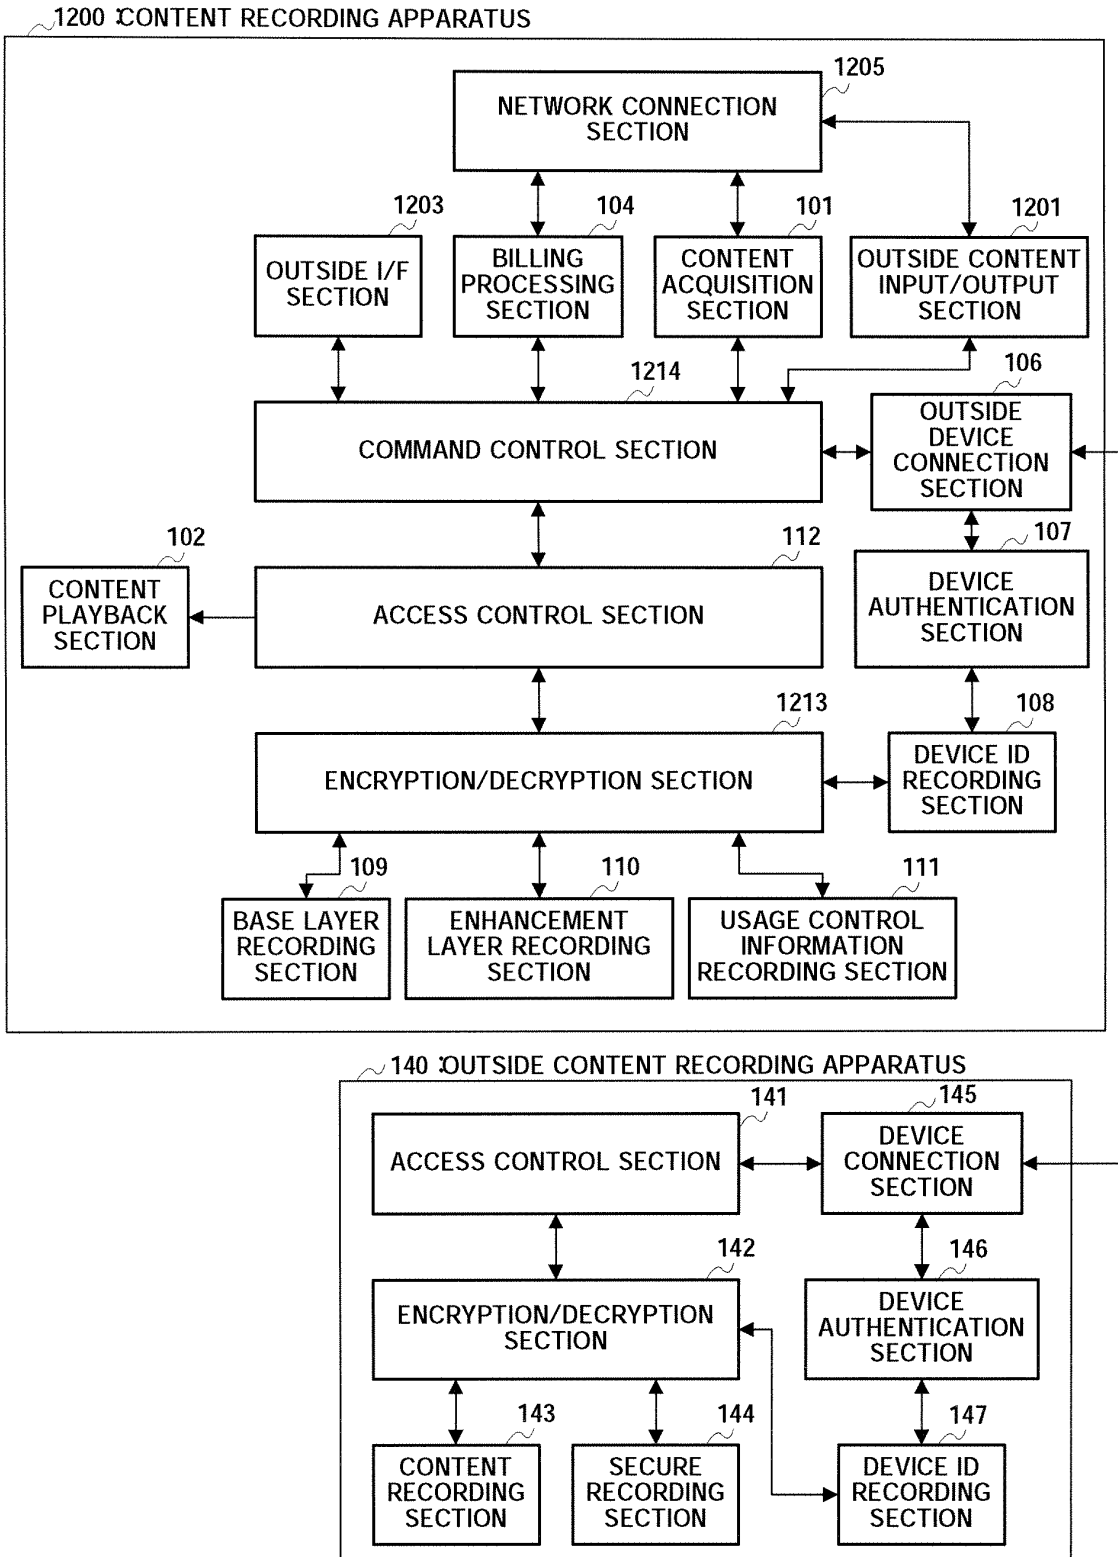 1200 :CONTENT RECORDING APPARATUS
1205
NETWORK CONNECTION
SECTION
1203
OUTSIDE I/F
SECTION
104
BILLING
PROCESSING
SECTION
101
CONTENT
ACQUISITION
SECTION
1201
OUTSIDE CONTENT
INPUT/OUTPUT
SECTION
1214
COMMAND CONTROL SECTION
106
OUTSIDE
DEVICE
CONNECTION
SECTION
102
CONTENT
PLAYBACK
SECTION
112
ACCESS CONTROL SECTION
107
DEVICE
AUTHENTICATION
SECTION
1213
ENCRYPTION/DECRYPTION SECTION
108
DEVICE ID
RECORDING
SECTION
109
BASE LAYER
RECORDING
SECTION
110
ENHANCEMENT
LAYER RECORDING
SECTION
111
USAGE CONTROL
INFORMATION
RECORDING SECTION
140 :OUTSIDE CONTENT RECORDING APPARATUS
141
ACCESS CONTROL SECTION
145
DEVICE
CONNECTION
SECTION
142
ENCRYPTION/DECRYPTION
SECTION
146
DEVICE
AUTHENTICATION
SECTION
143
CONTENT
RECORDING
SECTION
144
SECURE
RECORDING
SECTION
147
DEVICE ID
RECORDING
SECTION